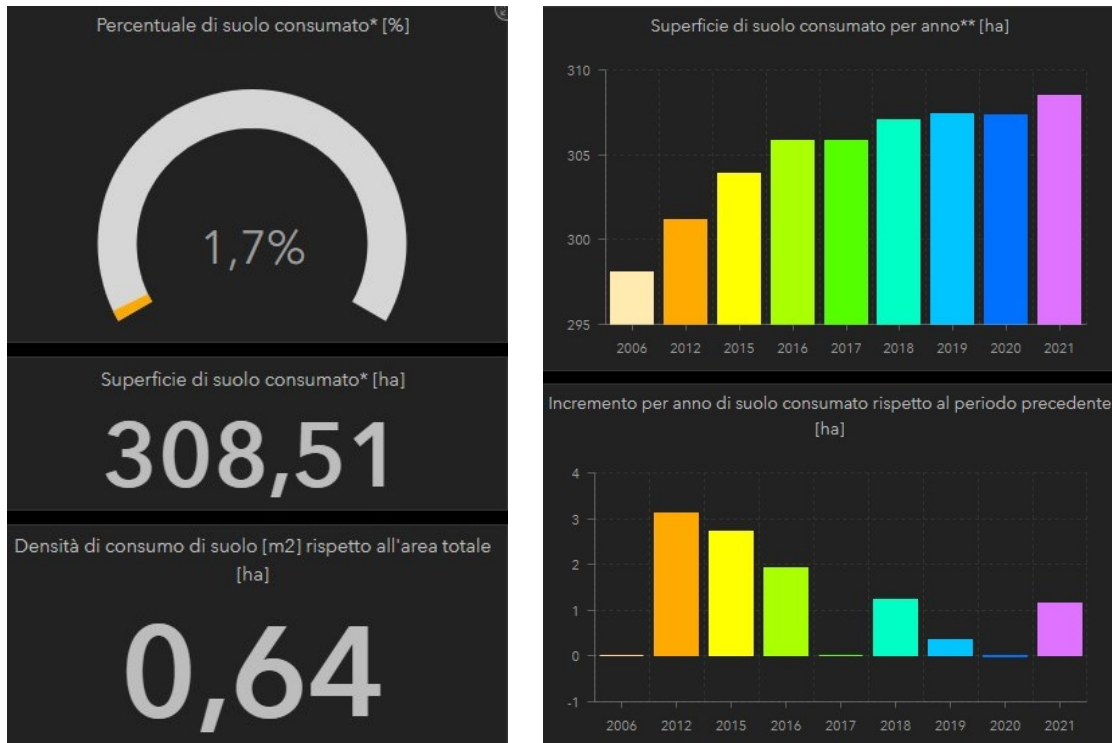 Percentuale di suolo consumato* [%]
1,7%
Superficie di suolo consumato* [ha]
308,51
Densità di consumo di suolo [m2] rispetto all'area totale
[ha]
0,64
Superficie di suolo consumato per anno** [ha]
310
305
300
295
2006 2012 2015 2016 2017 2018 2019 2020 2021
Incremento per anno di suolo consumato rispetto al periodo precedente
[ha]
4
3
2
1
0
-1
2006 2012 2015 2016 2017 2018 2019 2020 2021